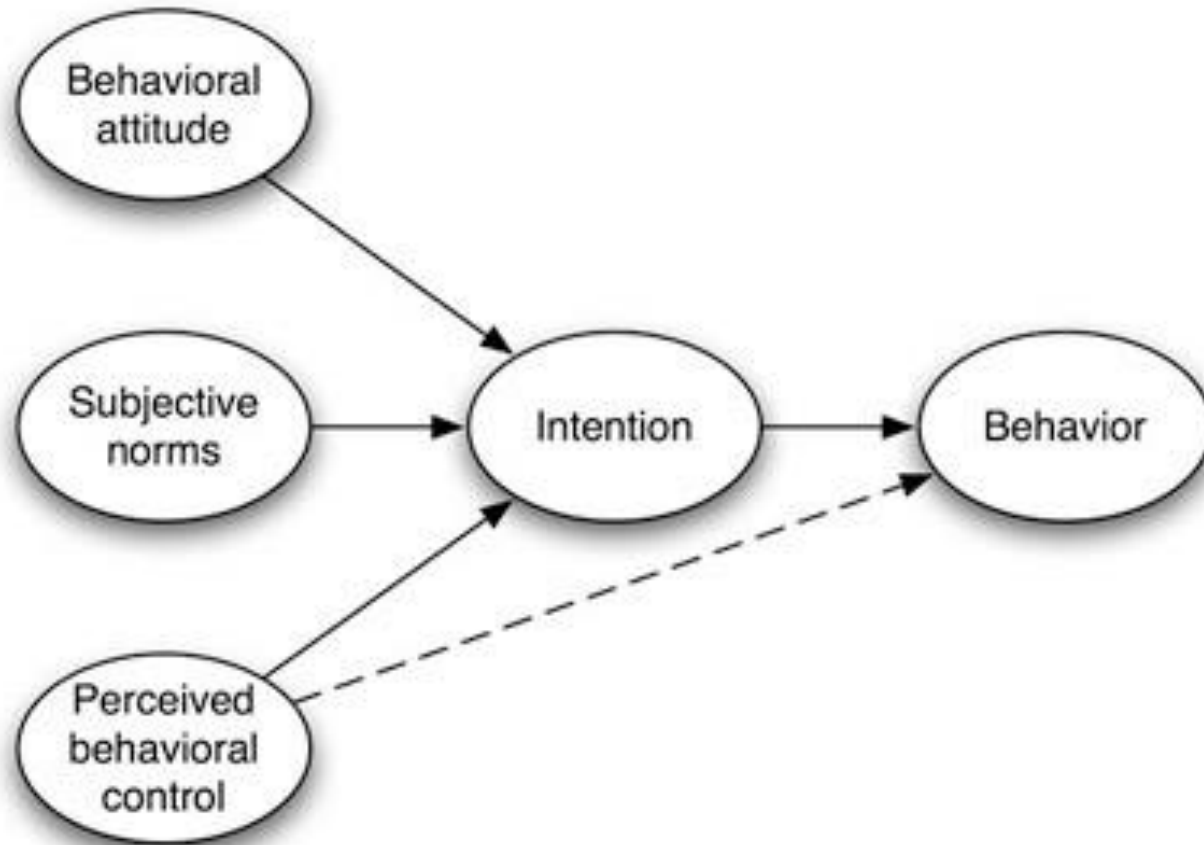 Behavioral
attitude
Subjective
norms
Intention
Behavior
Perceived
behavioral
control